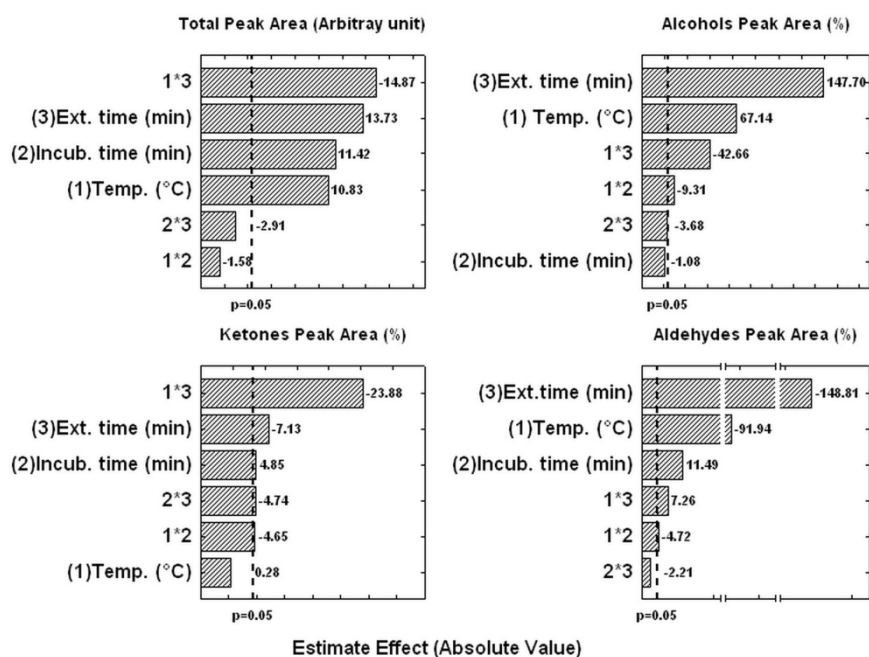 Total Peak Area (Arbitray unit)
1*3 -14.87
(3)Ext. time (min) 13.73
(2)Incub. time (min) 11.42
(1)Temp. (°C) 10.83
2*3 -2.91
1*2 -1.58
p=0.05
Alcohols Peak Area (%)
(3)Ext. time (min) 147.70
(1) Temp. (°C) 67.14
1*3 -42.66
1*2 -9.31
2*3 -3.68
(2)Incub. time (min) -1.08
p=0.05
Ketones Peak Area (%)
1*3 -23.88
(3)Ext. time (min) -7.13
(2)Incub. time (min) 4.85
2*3 -4.74
1*2 -4.65
(1)Temp. (°C) 0.28
p=0.05
Aldehydes Peak Area (%)
(3)Ext.time (min) -148.81
(1)Temp. (°C) -91.94
(2)Incub. time (min) 11.49
1*3 7.26
1*2 -4.72
2*3 -2.21
p=0.05
Estimate Effect (Absolute Value)